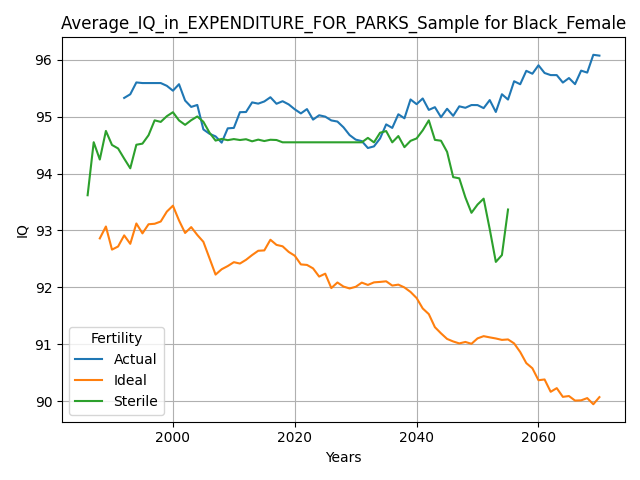 Average_IQ_in_EXPENDITURE_FOR_PARKS_Sample for Black_Female
96
95
94
93
92
91
90
IQ
Fertility
Actual
Ideal
Sterile
2000
2020
2040
2060
Years